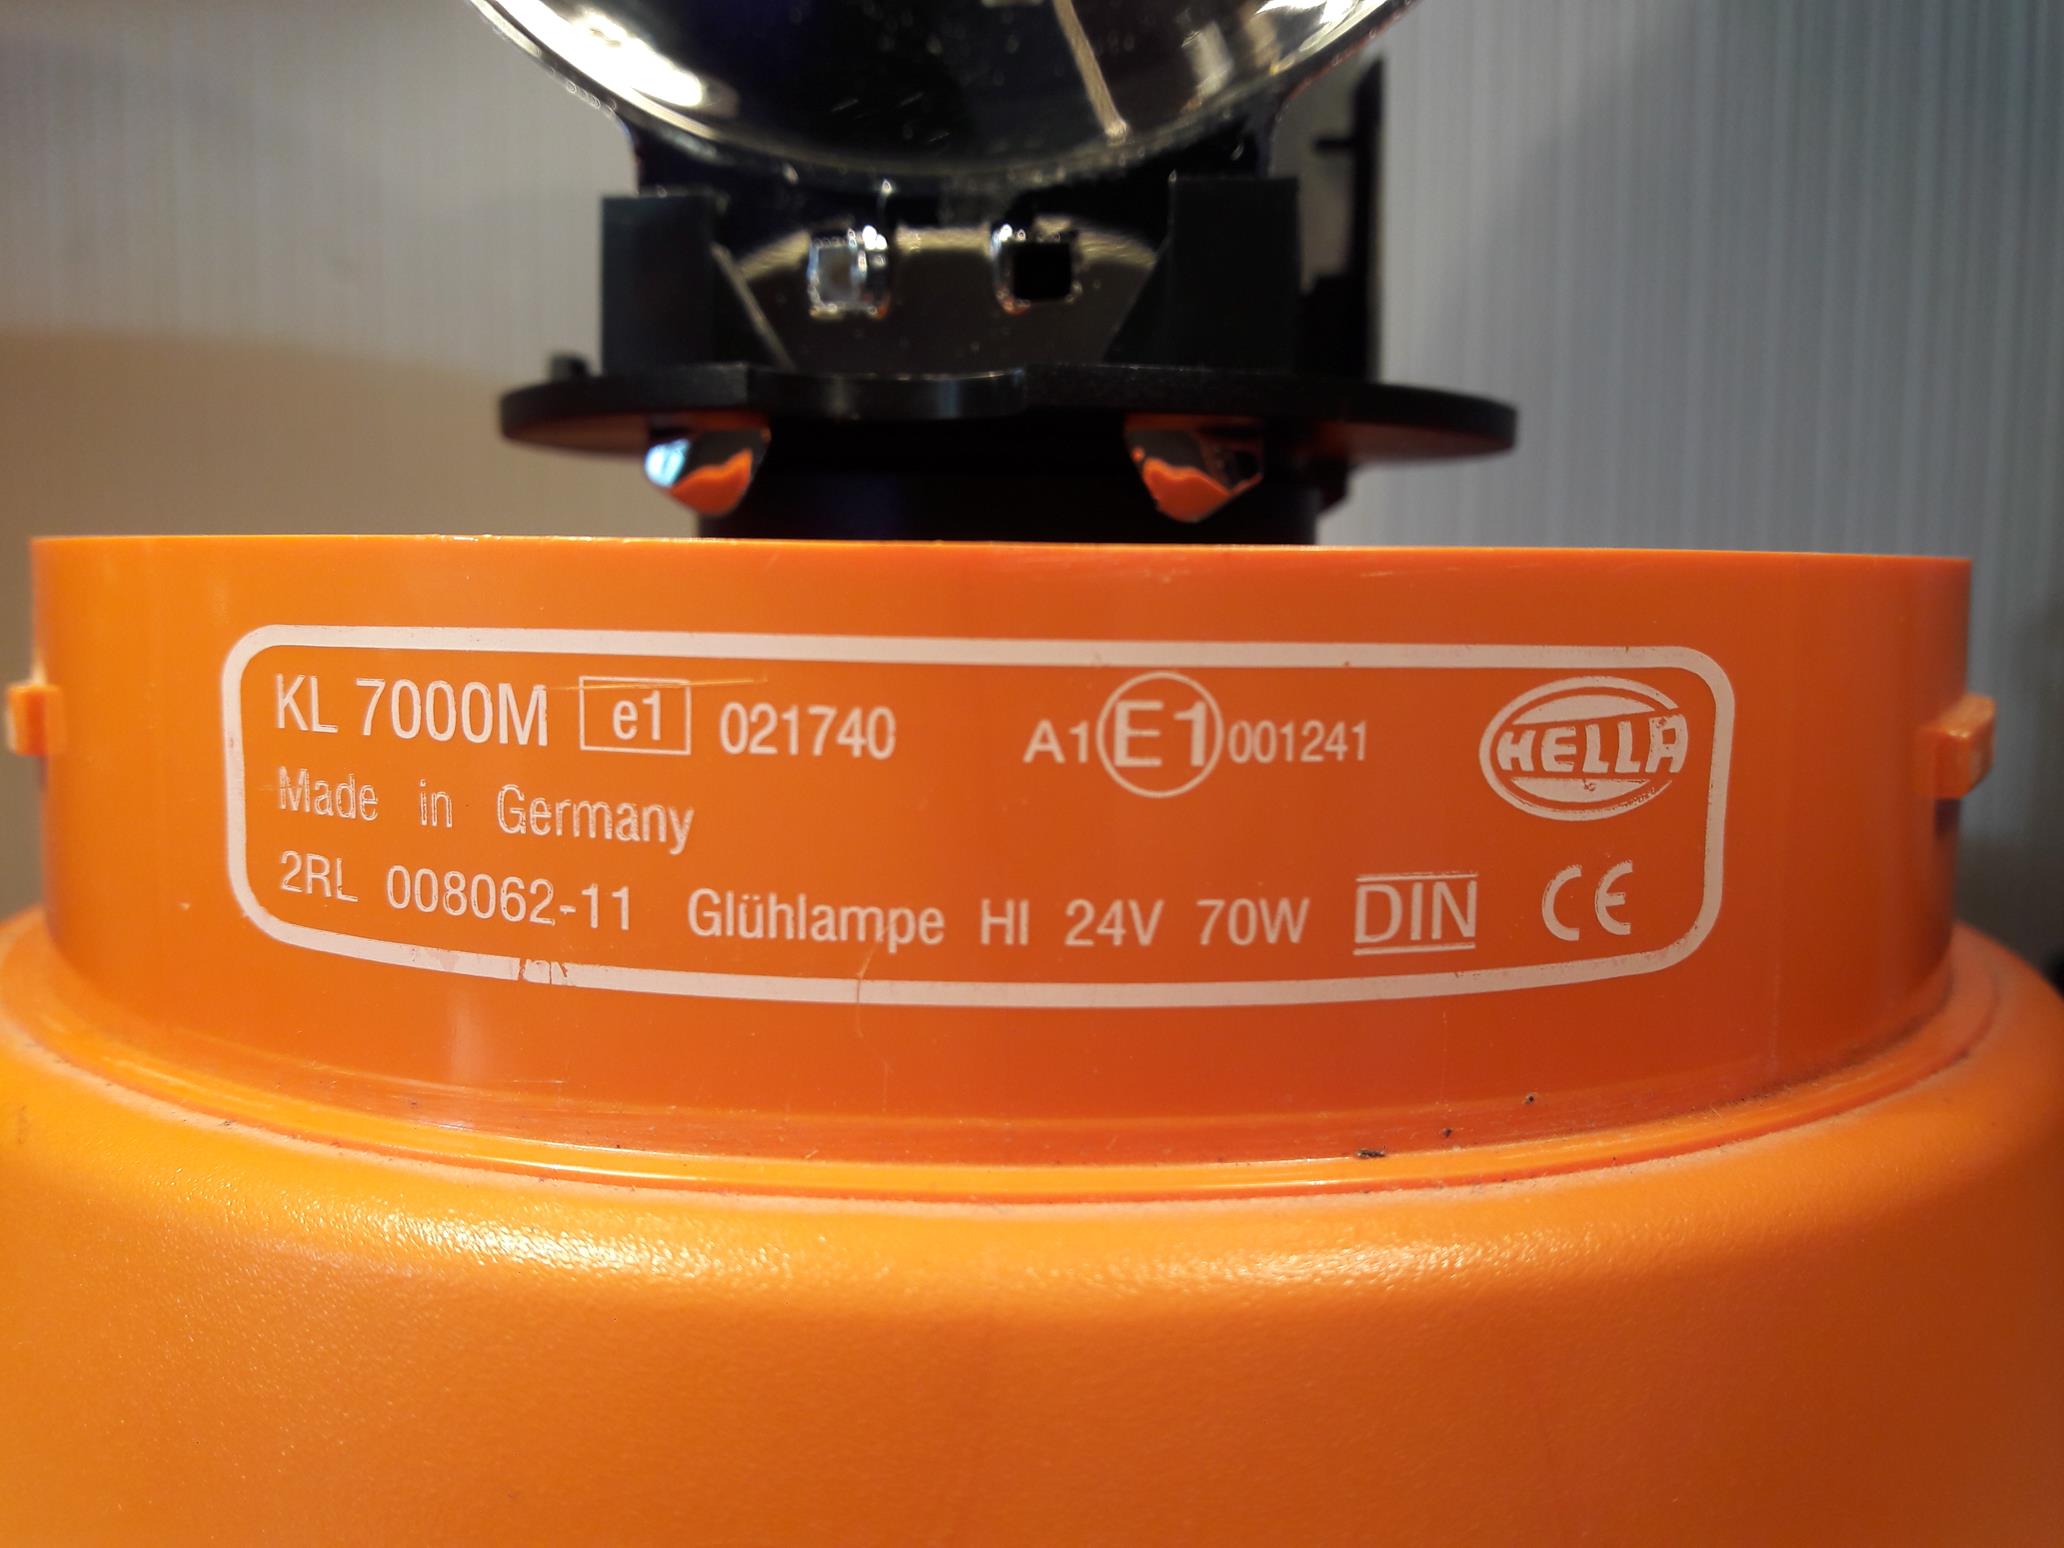 KL 7000M e1 021740 A1 E1 001241 HELLA
Made in Germany
2RL 008062-11 Glühlampe HI 24V 70W DIN CE